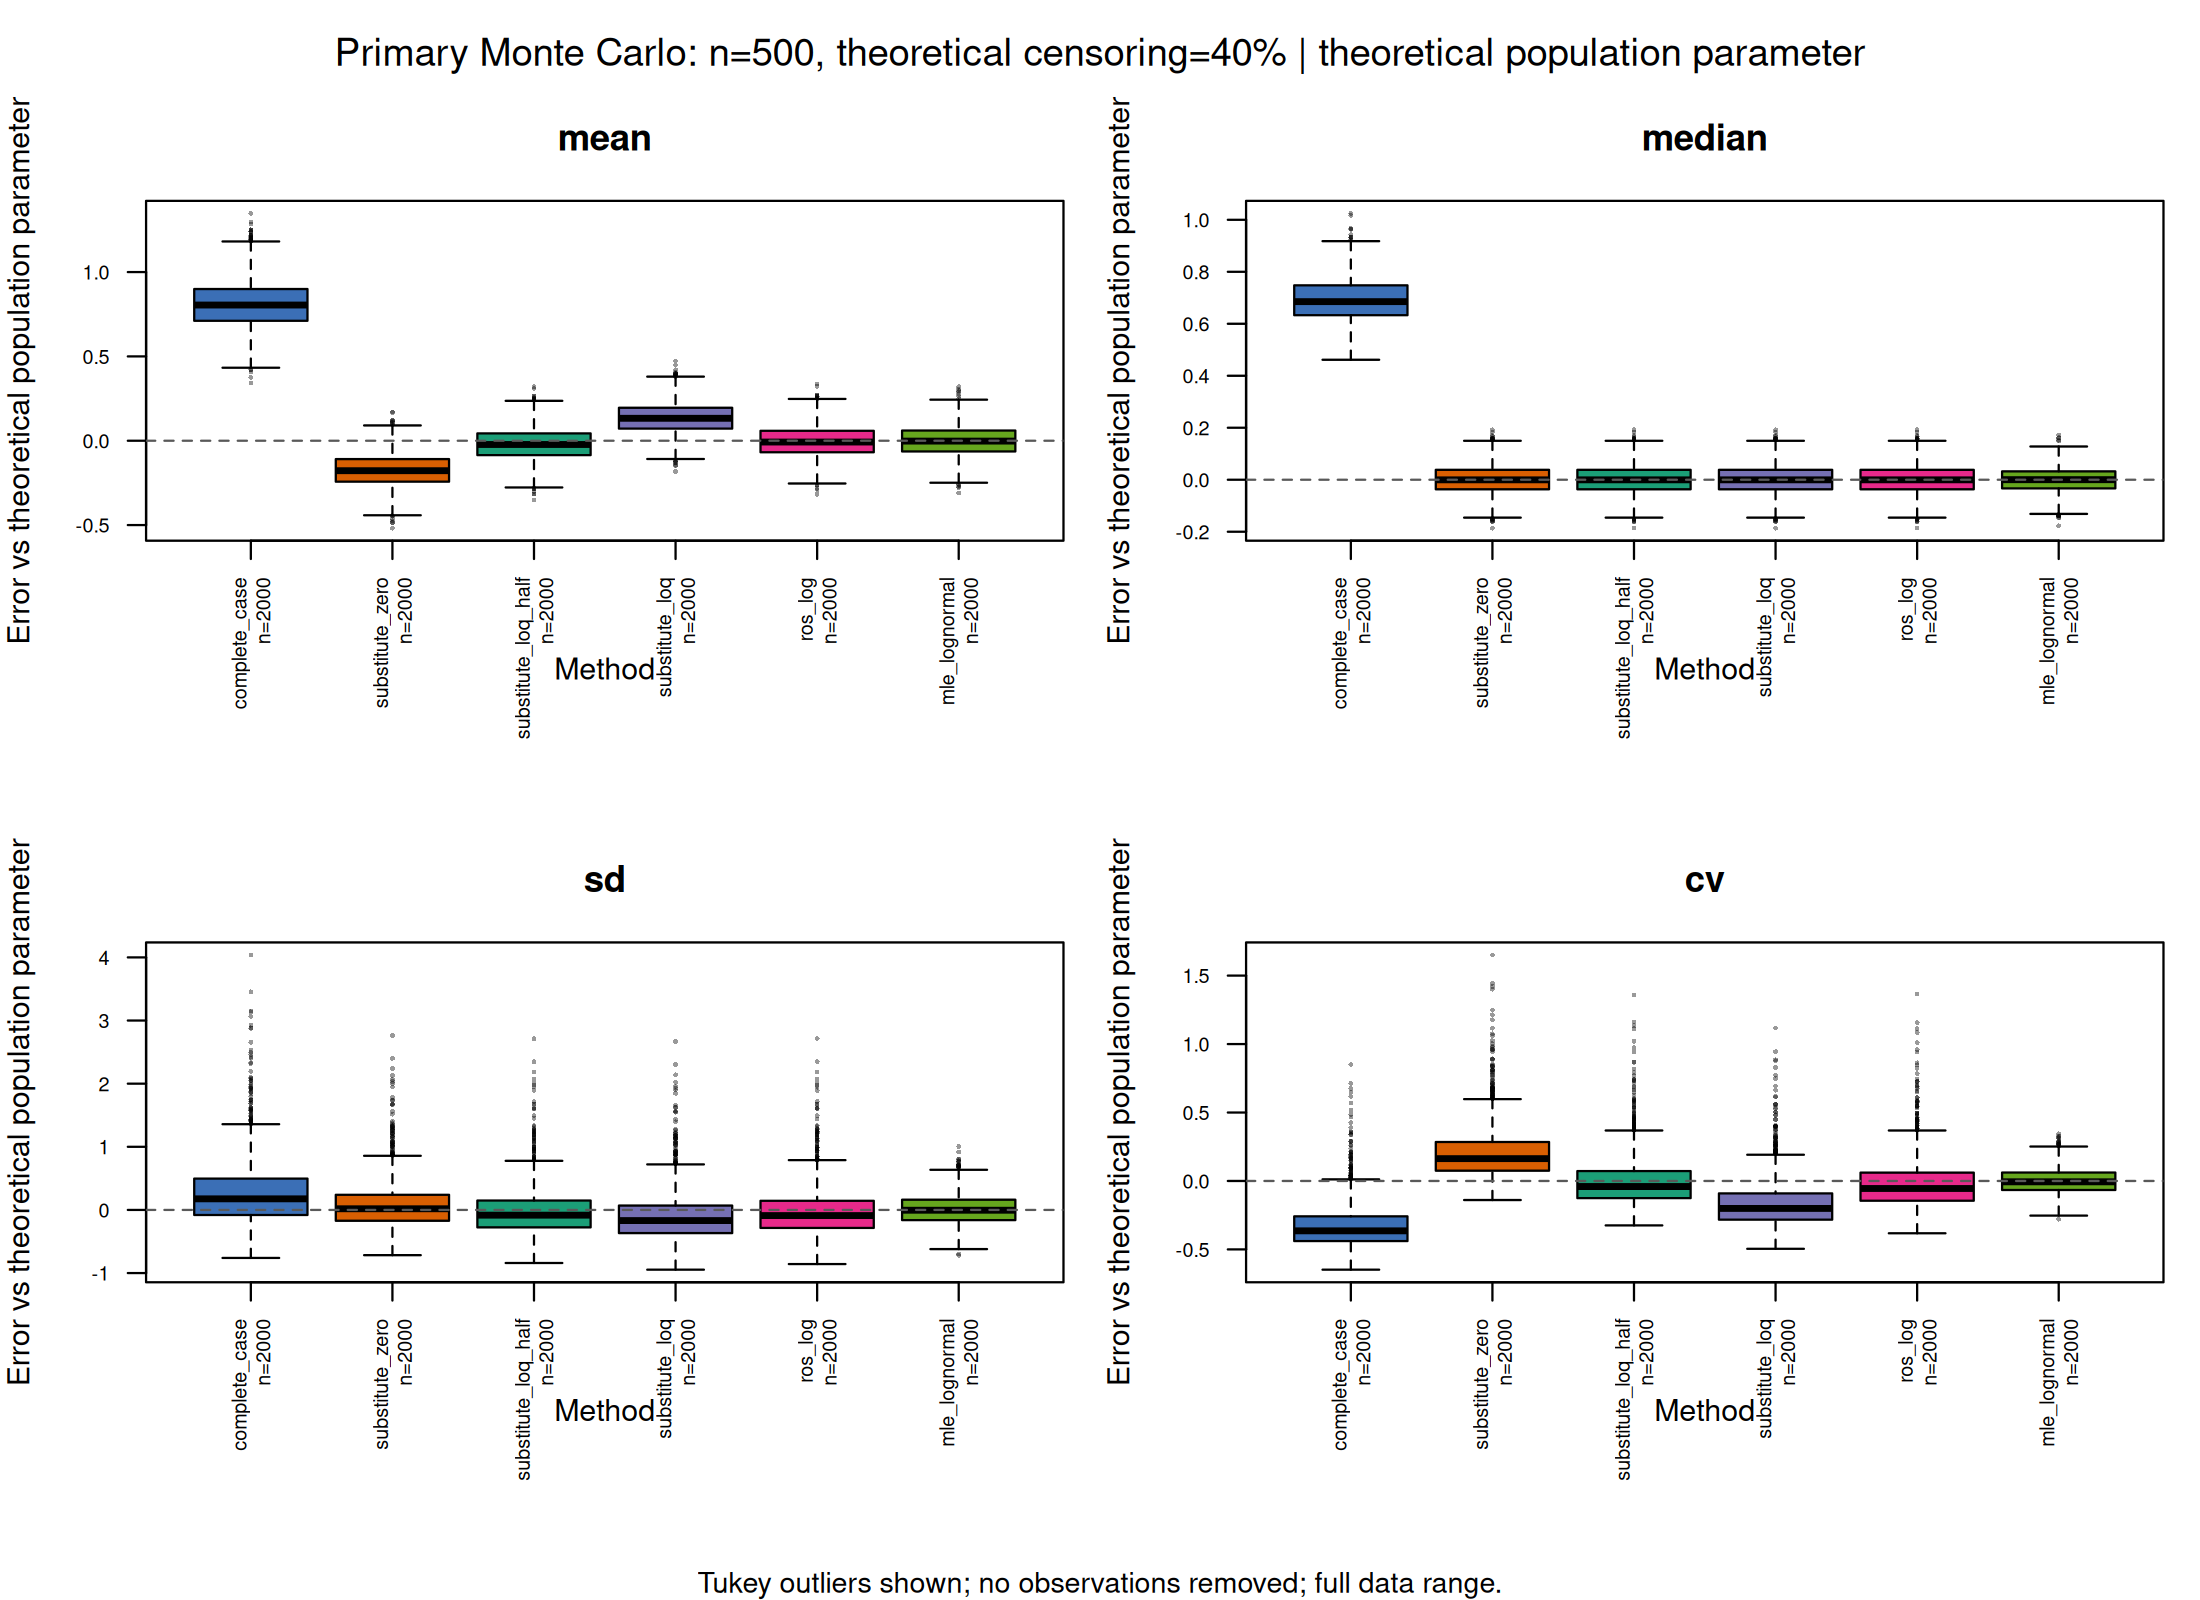 Primary Monte Carlo: n=500, theoretical censoring=40% | theoretical population parameter
mean
Error vs theoretical population parameter
1.0
0.5
0.0
-0.5
complete_case
n=2000
substitute_zero
n=2000
substitute_loq_half
n=2000
substitute_loq
n=2000
ros_log
n=2000
mle_lognormal
n=2000
Method
median
Error vs theoretical population parameter
1.0
0.8
0.6
0.4
0.2
0.0
-0.2
complete_case
n=2000
substitute_zero
n=2000
substitute_loq_half
n=2000
substitute_loq
n=2000
ros_log
n=2000
mle_lognormal
n=2000
Method
sd
Error vs theoretical population parameter
4
3
2
1
0
-1
complete_case
n=2000
substitute_zero
n=2000
substitute_loq_half
n=2000
substitute_loq
n=2000
ros_log
n=2000
mle_lognormal
n=2000
Method
cv
Error vs theoretical population parameter
1.5
1.0
0.5
0.0
-0.5
complete_case
n=2000
substitute_zero
n=2000
substitute_loq_half
n=2000
substitute_loq
n=2000
ros_log
n=2000
mle_lognormal
n=2000
Method
Tukey outliers shown; no observations removed; full data range.